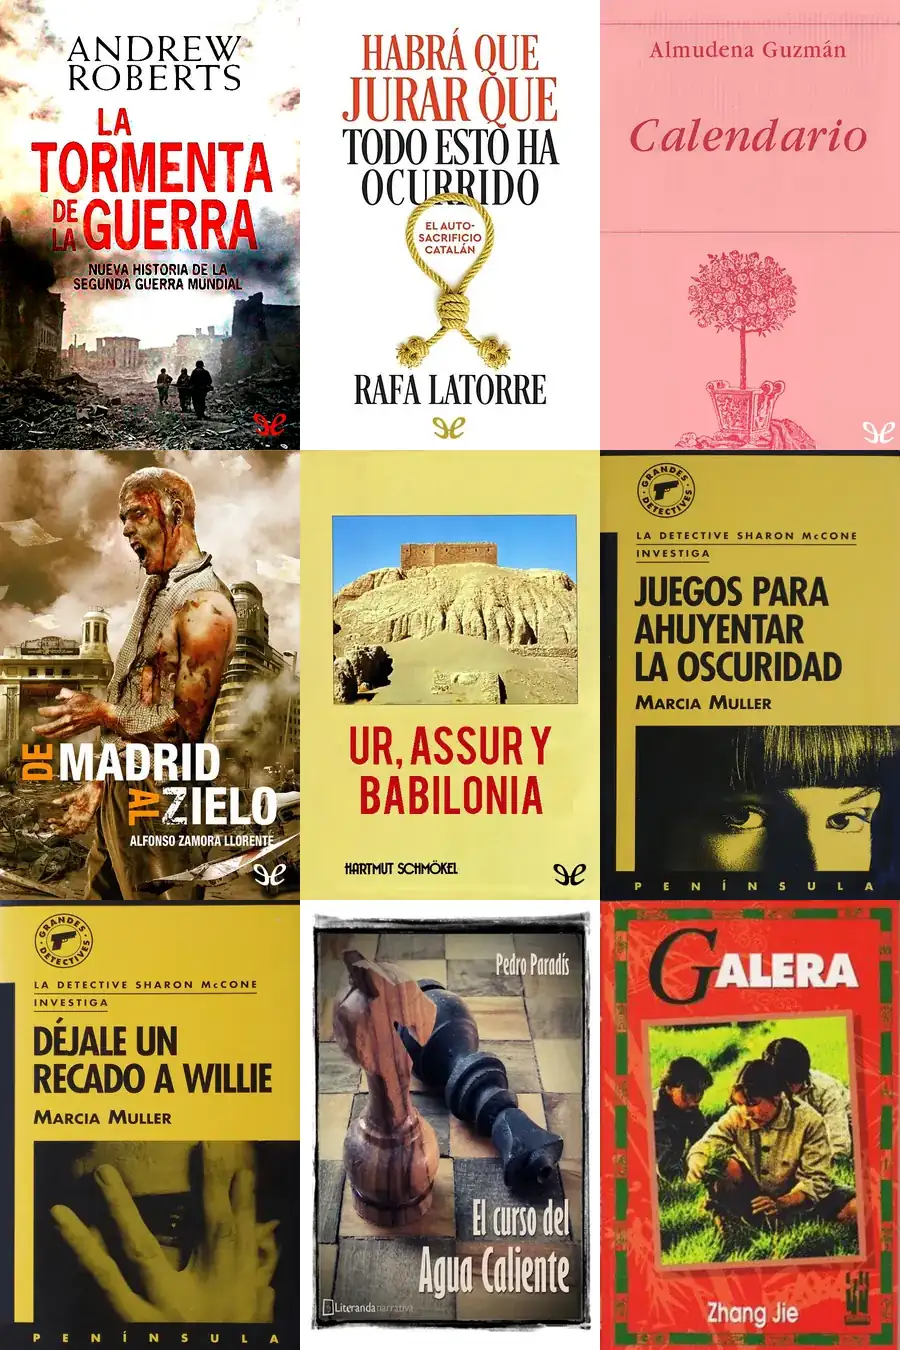 ANDREW
ROBERTS
LA
TORMENTA
DE LA GUERRA
NUEVA HISTORIA DE LA
SEGUNDA GUERRA MUNDIAL
HABRÁ QUE
JURAR QUE
TODO ESTO HA
OCURRIDO
EL AUTO-
SACRIFICIO
CATALÁN
RAFA LATORRE
Almudena Guzmán
Calendario
DE MADRID
AL ZIELO
ALFONSO ZAMORA LLORENTE
UR, ASSUR Y
BABILONIA
HARTMUT SCHMÖKEL
GRANDES DETECTIVES
LA DETECTIVE SHARON McCONE
INVESTIGA
JUEGOS PARA
AHUYENTAR
LA OSCURIDAD
MARCIA MULLER
PENÍNSULA
GRANDES DETECTIVES
LA DETECTIVE SHARON McCONE
INVESTIGA
DÉJALE UN
RECADO A WILLIE
MARCIA MULLER
PENÍNSULA
Pedro Paradís
El curso del
Agua Caliente
Literanda narrativa
GALERA
Zhang Jie